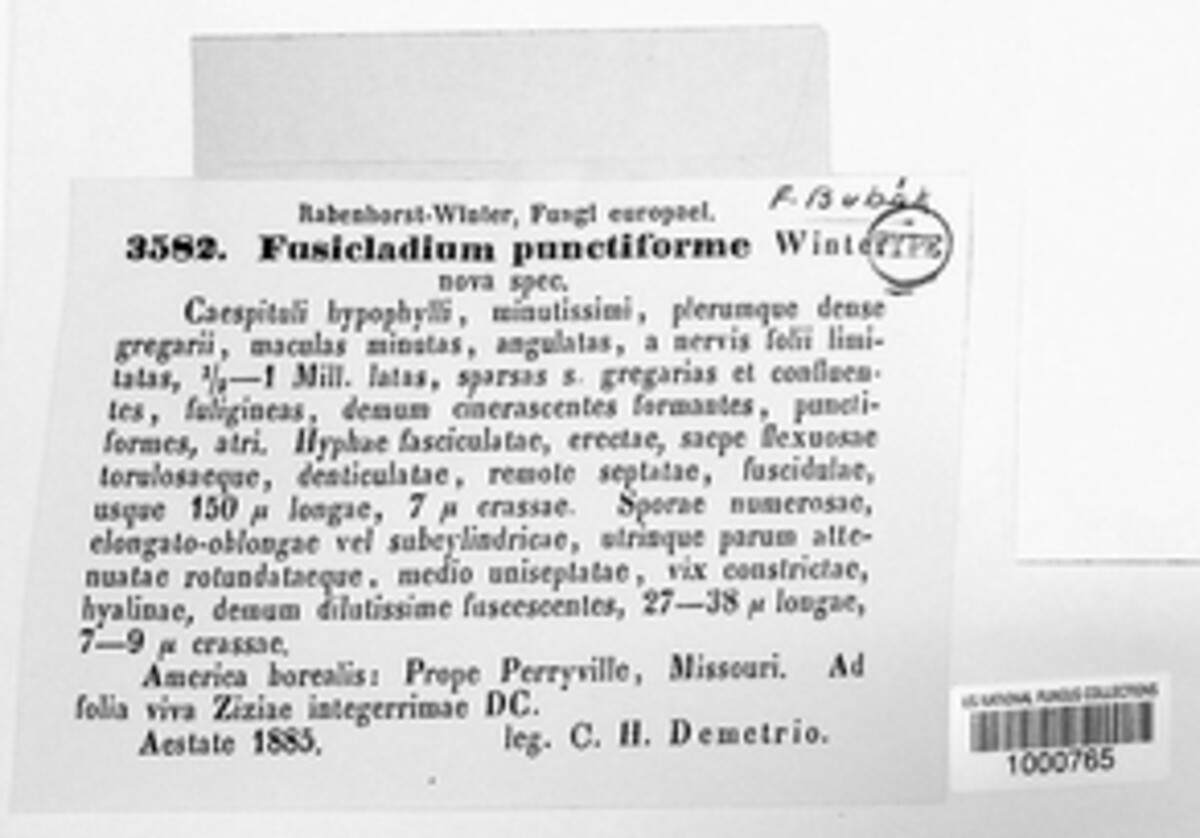 F. Bubák
Rabenhorst-Winter, Fungi europaei.
3582. Fusicladium punctiforme Winte
TYPE
nova spec.
Caespituli hypophylli, minutissimi, plerumque dense
gregarii, maculas minutas, angulatas, a nervis folii limi-
tatas, 1/2—1 Mill. latas, sparsas s. gregarias et confluen-
tes, fuligineas, demum cinerascentes formantes, puncti-
formes, atri. Hyphae fasciculatae, erectae, saepe flexuosae
torulosaeque, denticulatae, remote septatae, fuscidulae,
usque 150 µ longae, 7 µ crassae. Sporae numerosae,
elongato-oblongae vel subcylindricae, utrinque parum atte-
nuatae rotundataeque, medio uniseptatae, vix constrictae,
hyalinae, demum dilutissime fuscescentes, 27—38 µ longae,
7—9 µ crassae.
America borealis: Prope Perryville, Missouri. Ad
folia viva Ziziae integerrimae DC.
Aestate 1885. leg. C. H. Demetrio.
US NATIONAL FUNGUS COLLECTIONS
1000765